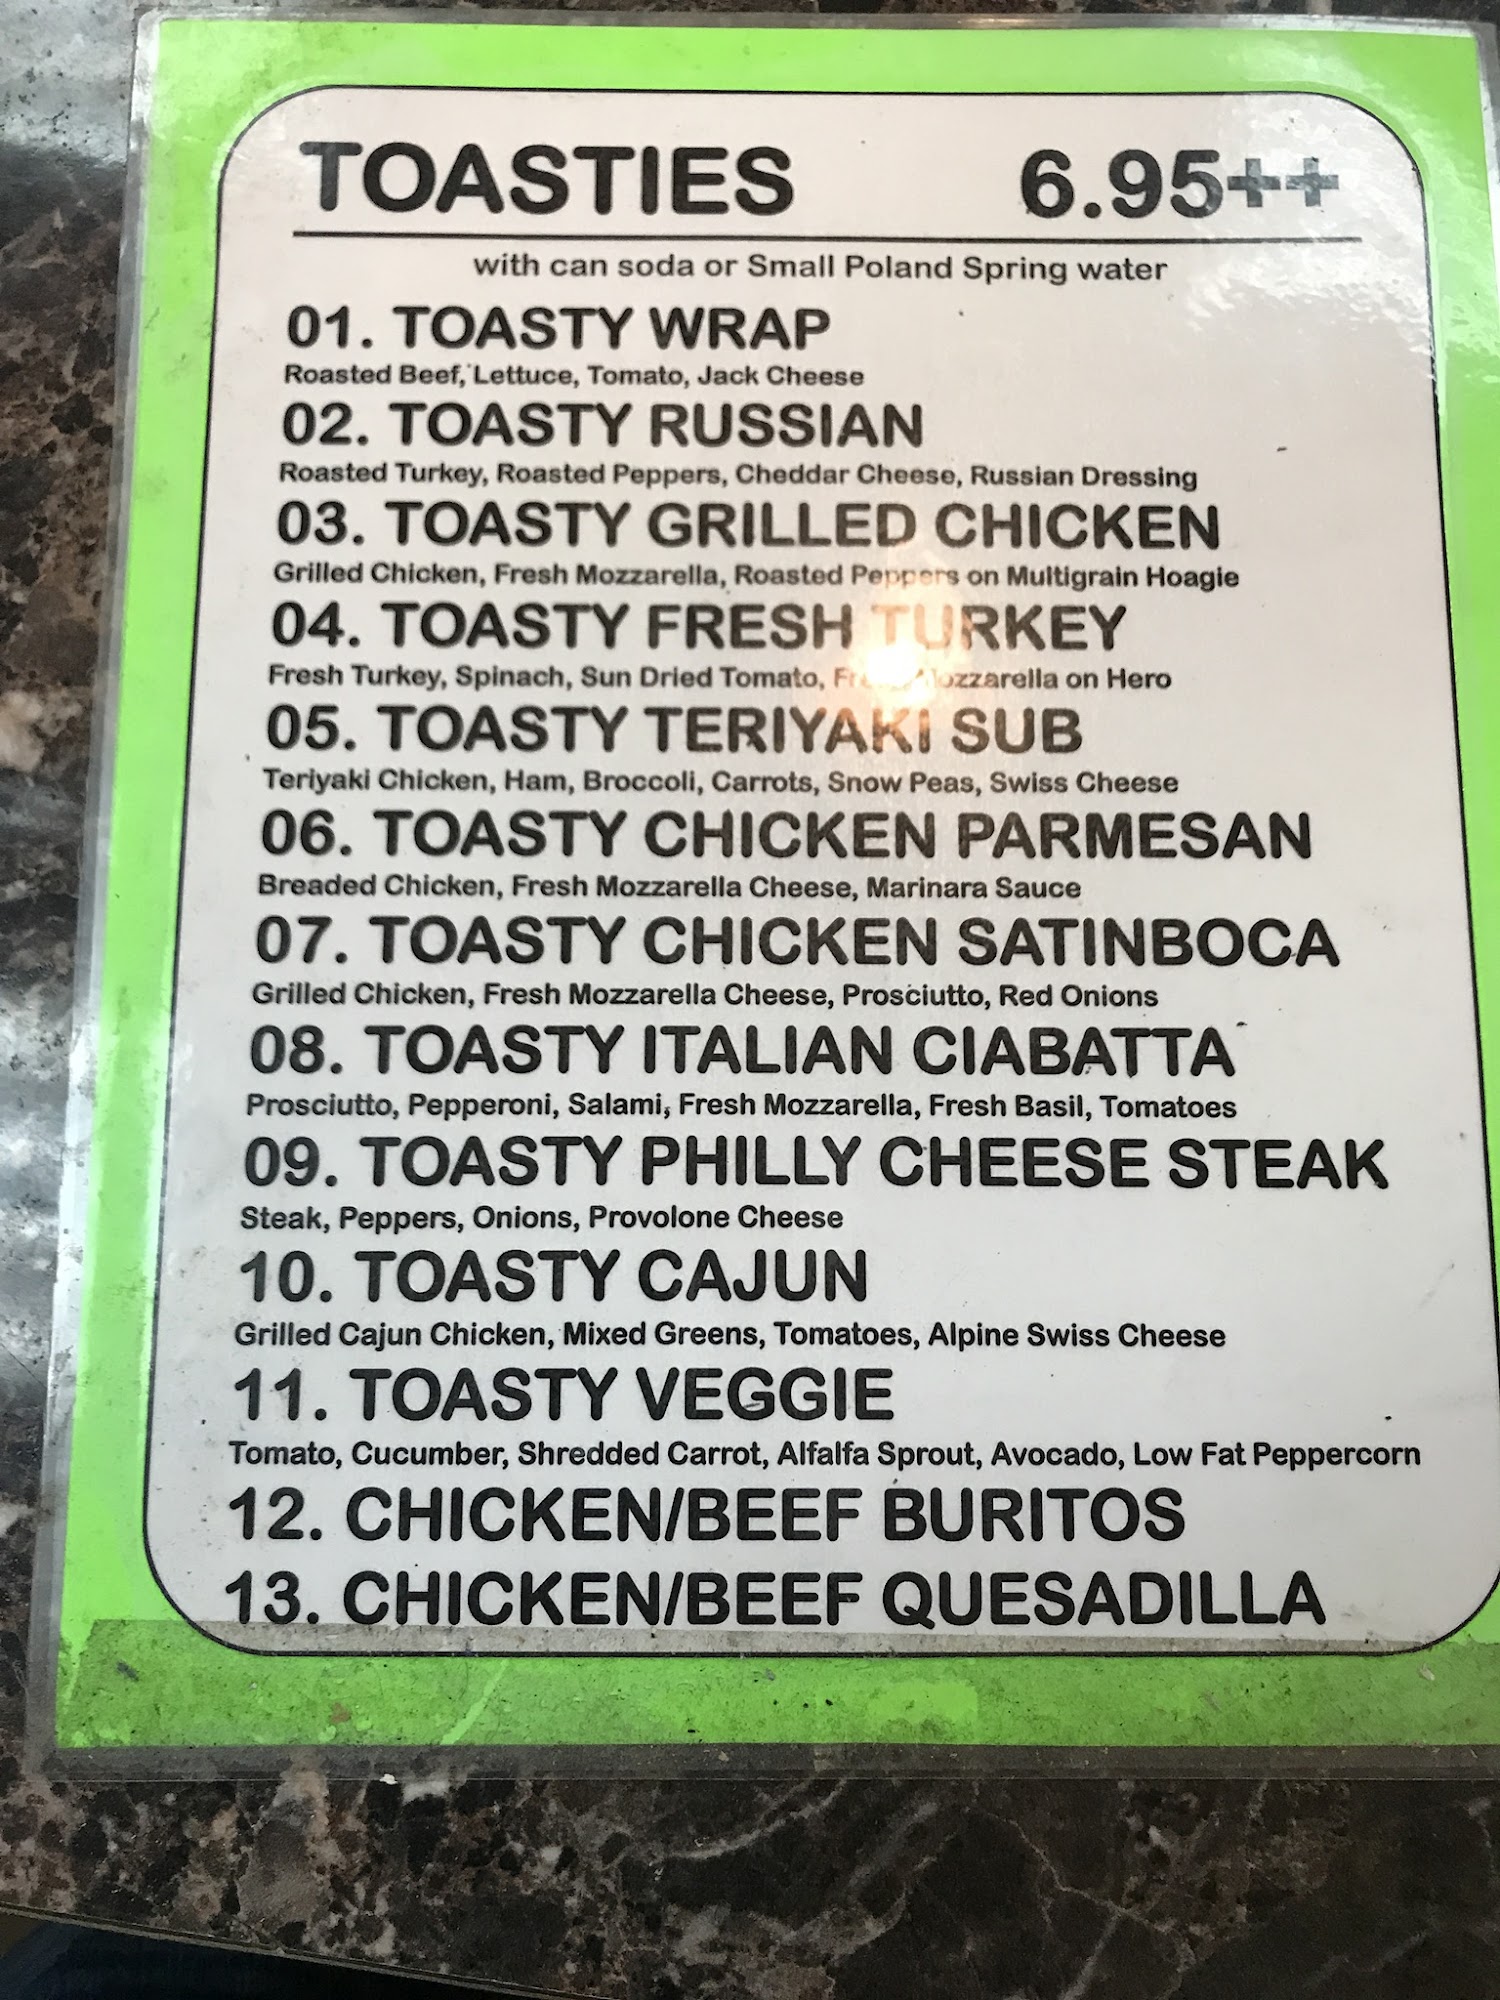 TOASTIES 6.95++
with can soda or Small Poland Spring water
01. TOASTY WRAP
Roasted Beef, Lettuce, Tomato, Jack Cheese
02. TOASTY RUSSIAN
Roasted Turkey, Roasted Peppers, Cheddar Cheese, Russian Dressing
03. TOASTY GRILLED CHICKEN
Grilled Chicken, Fresh Mozzarella, Roasted Peppers on Multigrain Hoagie
04. TOASTY FRESH TURKEY
Fresh Turkey, Spinach, Sun Dried Tomato, Fresh Mozzarella on Hero
05. TOASTY TERIYAKI SUB
Teriyaki Chicken, Ham, Broccoli, Carrots, Snow Peas, Swiss Cheese
06. TOASTY CHICKEN PARMESAN
Breaded Chicken, Fresh Mozzarella Cheese, Marinara Sauce
07. TOASTY CHICKEN SATINBOCA
Grilled Chicken, Fresh Mozzarella Cheese, Prosciutto, Red Onions
08. TOASTY ITALIAN CIABATTA
Prosciutto, Pepperoni, Salami, Fresh Mozzarella, Fresh Basil, Tomatoes
09. TOASTY PHILLY CHEESE STEAK
Steak, Peppers, Onions, Provolone Cheese
10. TOASTY CAJUN
Grilled Cajun Chicken, Mixed Greens, Tomatoes, Alpine Swiss Cheese
11. TOASTY VEGGIE
Tomato, Cucumber, Shredded Carrot, Alfalfa Sprout, Avocado, Low Fat Peppercorn
12. CHICKEN/BEEF BURITOS
13. CHICKEN/BEEF QUESADILLA